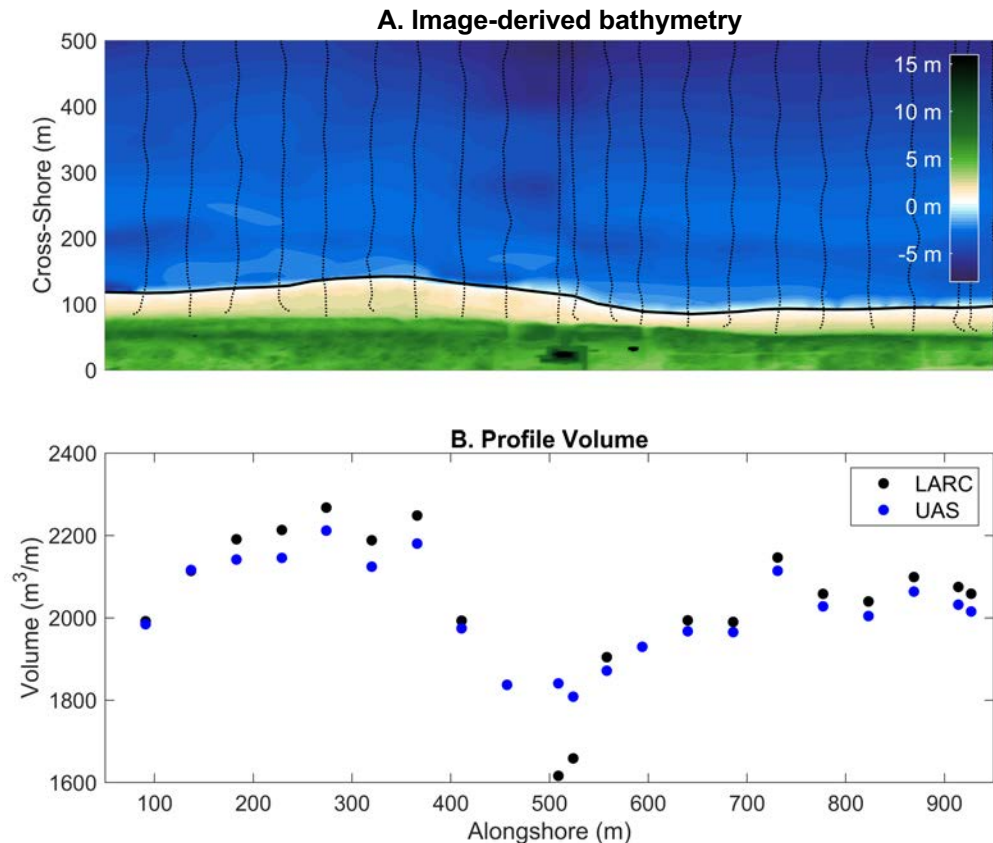 A. Image-derived bathymetry
500
400
300
200
100
0
Cross-Shore (m)
15 m
10 m
5 m
0 m
-5 m
B. Profile Volume
2400
2200
2000
1800
1600
Volume (m³/m)
LARC
UAS
100 200 300 400 500 600 700 800 900
Alongshore (m)